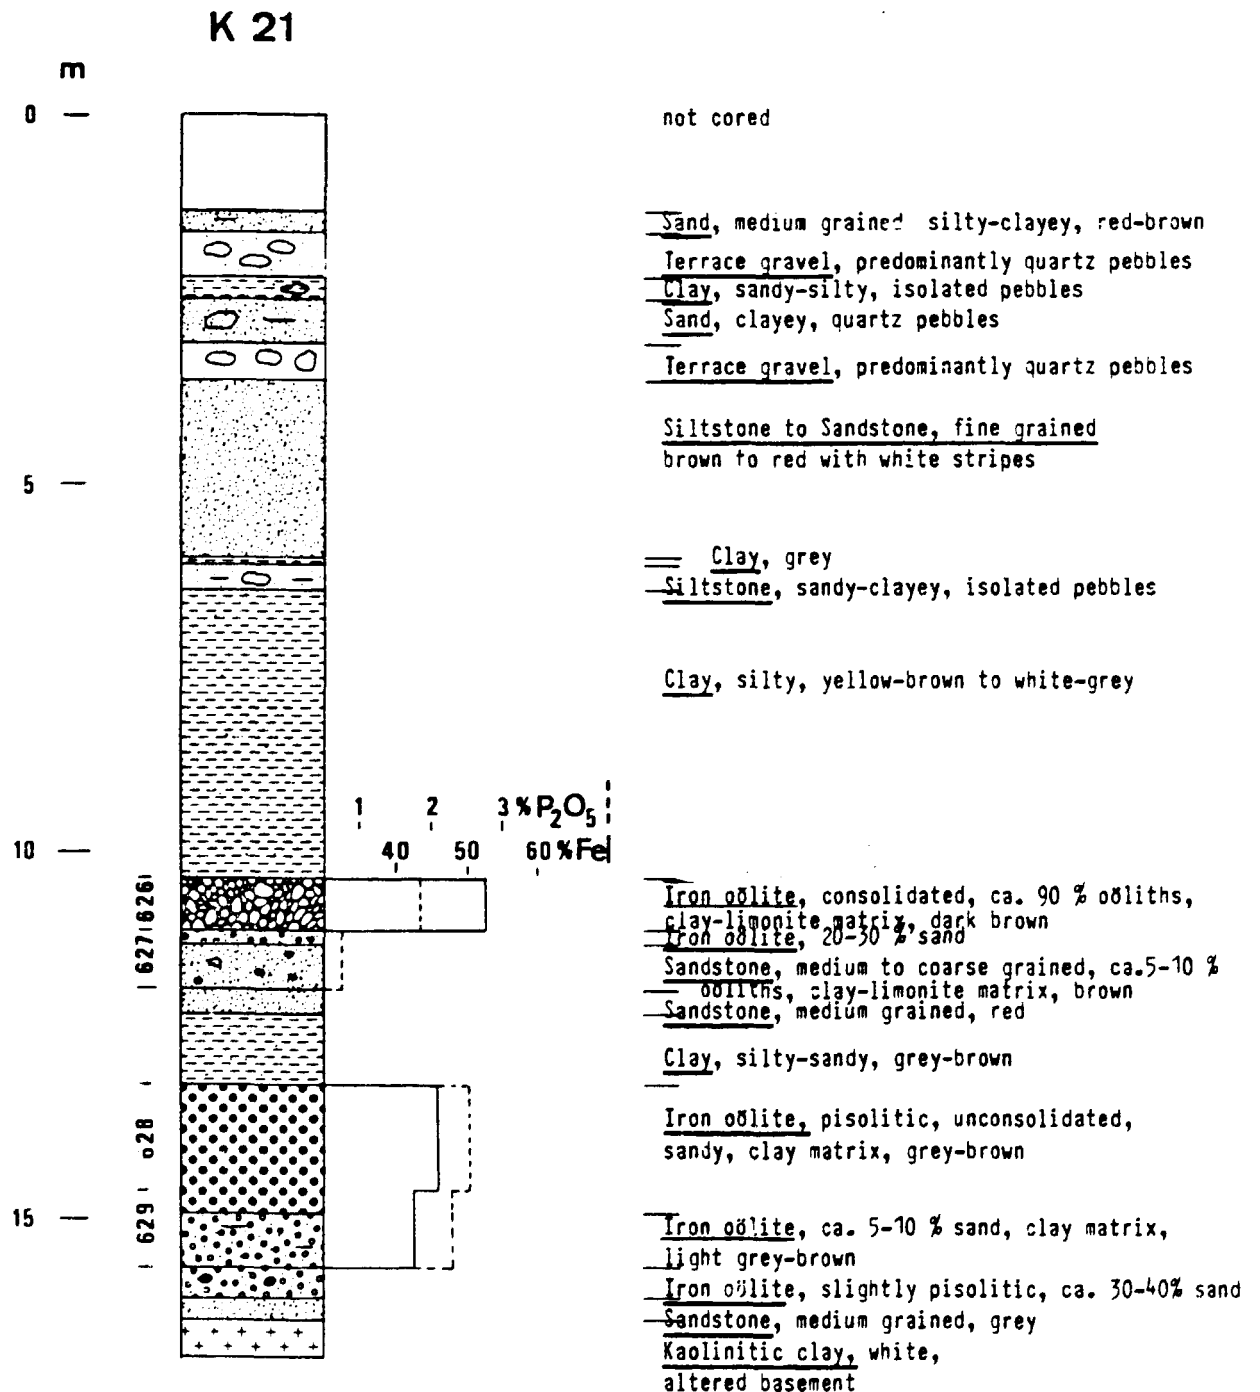 K 21
m
0
not cored
Sand, medium grained silty-clayey, red-brown
Terrace gravel, predominantly quartz pebbles
Clay, sandy-silty, isolated pebbles
Sand, clayey, quartz pebbles
Terrace gravel, predominantly quartz pebbles
Siltstone to Sandstone, fine grained
brown to red with white stripes
5
Clay, grey
Siltstone, sandy-clayey, isolated pebbles
Clay, silty, yellow-brown to white-grey
1 2 3 % P₂O₅
10
40 50 60 % Fe
626
Iron oölite, consolidated, ca. 90 % oöliths,
clay-limonite matrix, dark brown
627
Iron oölite, 20-30 % sand
Sandstone, medium to coarse grained, ca.5-10 %
oöliths, clay-limonite matrix, brown
Sandstone, medium grained, red
Clay, silty-sandy, grey-brown
628
Iron oölite, pisolitic, unconsolidated,
sandy, clay matrix, grey-brown
15
629
Iron oölite, ca. 5-10 % sand, clay matrix,
light grey-brown
Iron oölite, slightly pisolitic, ca. 30-40% sand
Sandstone, medium grained, grey
Kaolinitic clay, white,
altered basement